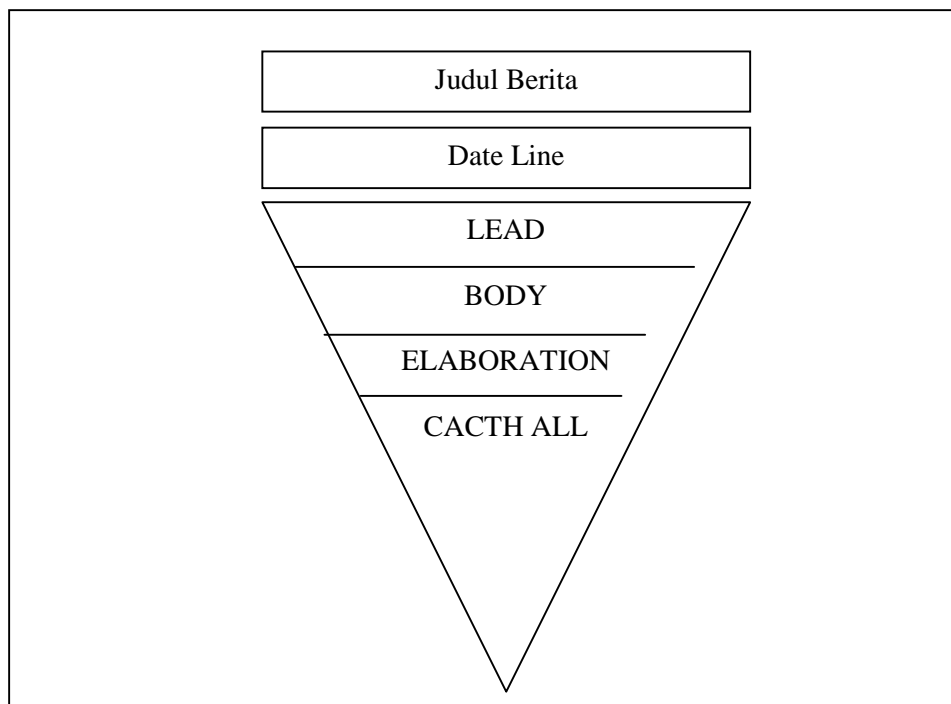 Judul Berita
Date Line
LEAD
BODY
ELABORATION
CACTH ALL